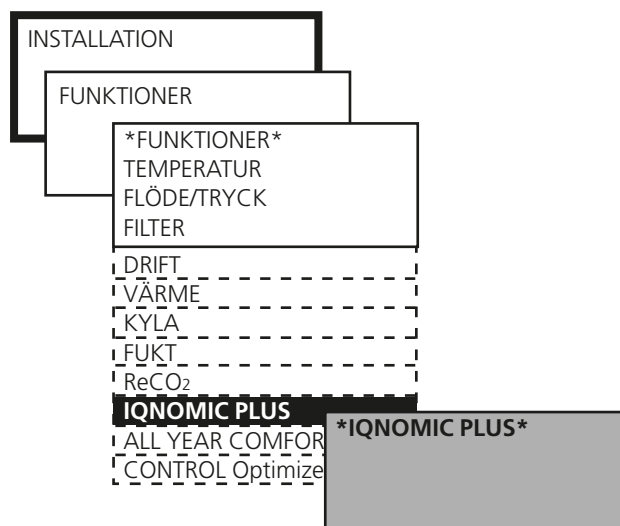 INSTALLATION
FUNKTIONER
*FUNKTIONER*
TEMPERATUR
FLÖDE/TRYCK
FILTER
DRIFT
VÄRME
KYLA
FUKT
ReCO₂
IQNOMIC PLUS
*IQNOMIC PLUS*
ALL YEAR COMFOR
CONTROL Optimize